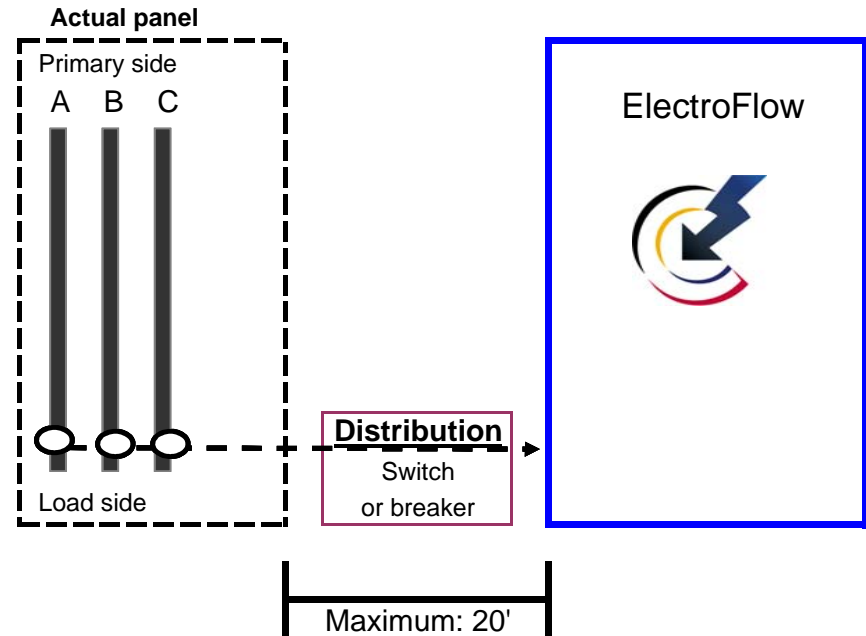 Actual panel
Primary side
A B C
Load side
Distribution
Switch
or breaker
ElectroFlow
Maximum: 20'